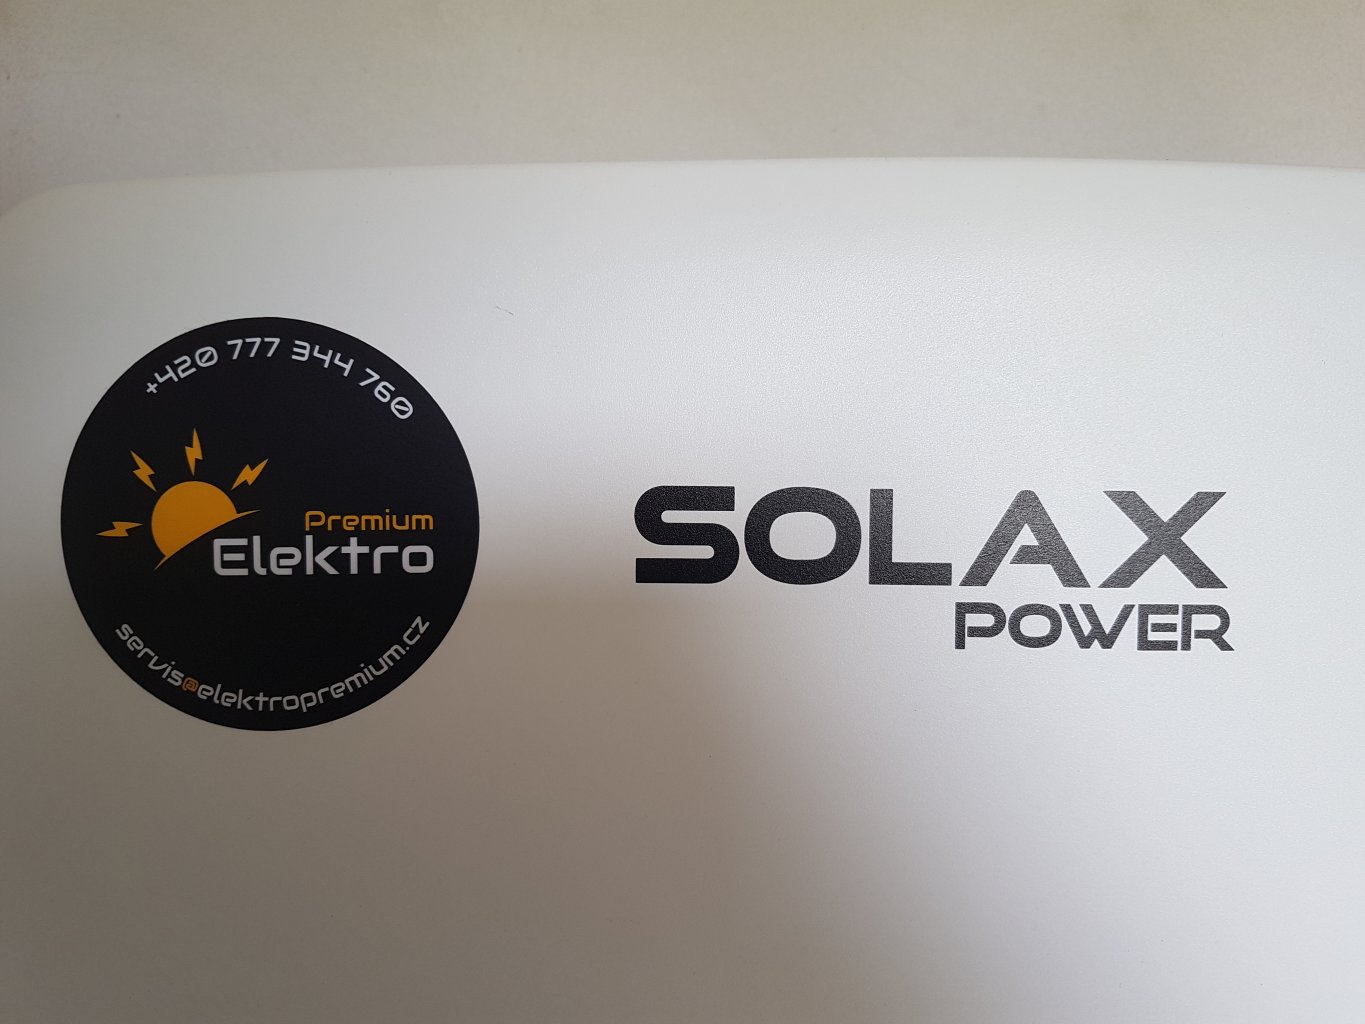 +420 777 344 760
Premium
Elektro
servis@elektropremium.cz
SOLAX
POWER